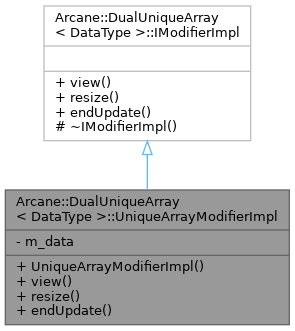 Arcane::DualUniqueArray
< DataType >::IModifierImpl
+ view()
+ resize()
+ endUpdate()
# ~IModifierImpl()
Arcane::DualUniqueArray
< DataType >::UniqueArrayModifierImpl
- m_data
+ UniqueArrayModifierImpl()
+ view()
+ resize()
+ endUpdate()